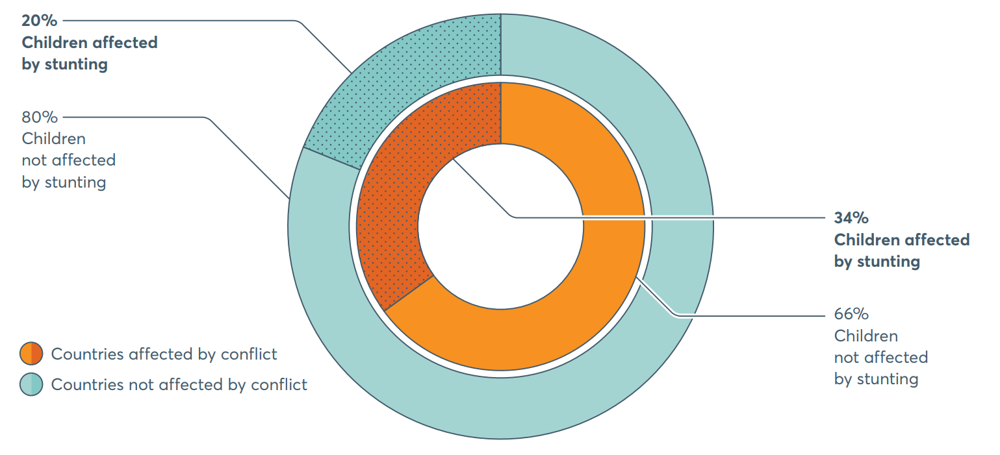 20%
Children affected
by stunting
80%
Children
not affected
by stunting
34%
Children affected
by stunting
66%
Children
not affected
by stunting
Countries affected by conflict
Countries not affected by conflict